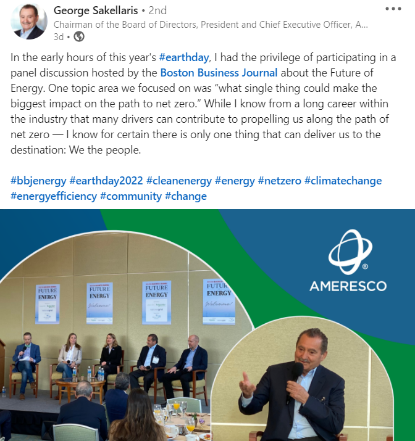 George Sakellaris • 2nd
Chairman of the Board of Directors, President and Chief Executive Officer, A...
3d •
In the early hours of this year's #earthday, I had the privilege of participating in a
panel discussion hosted by the Boston Business Journal about the Future of
Energy. One topic area we focused on was "what single thing could make the
biggest impact on the path to net zero." While I know from a long career within
the industry that many drivers can contribute to propelling us along the path of
net zero — I know for certain there is only one thing that can deliver us to the
destination: We the people.
#bbjenergy #earthday2022 #cleanenergy #energy #netzero #climatechange
#energyefficiency #community #change
AMERESCO
®
FUTURE
ENERGY
FUTURE
ENERGY
FUTURE
ENERGY
FUTURE
ENERGY